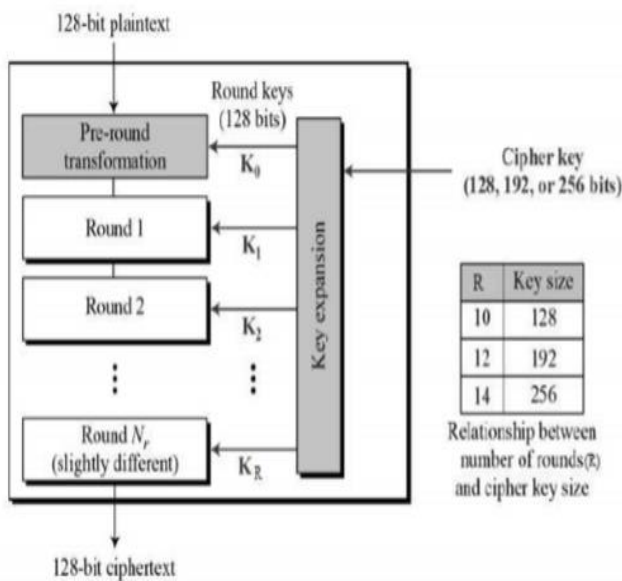 128-bit plaintext
Round keys
(128 bits)
Pre-round
transformation
K₀
Cipher key
(128, 192, or 256 bits)
Round 1
K₁
Round 2
K₂
Key expansion
Round Nᵣ
(slightly different)
K_R
128-bit ciphertext
R Key size
10 128
12 192
14 256
Relationship between
number of rounds(R)
and cipher key size